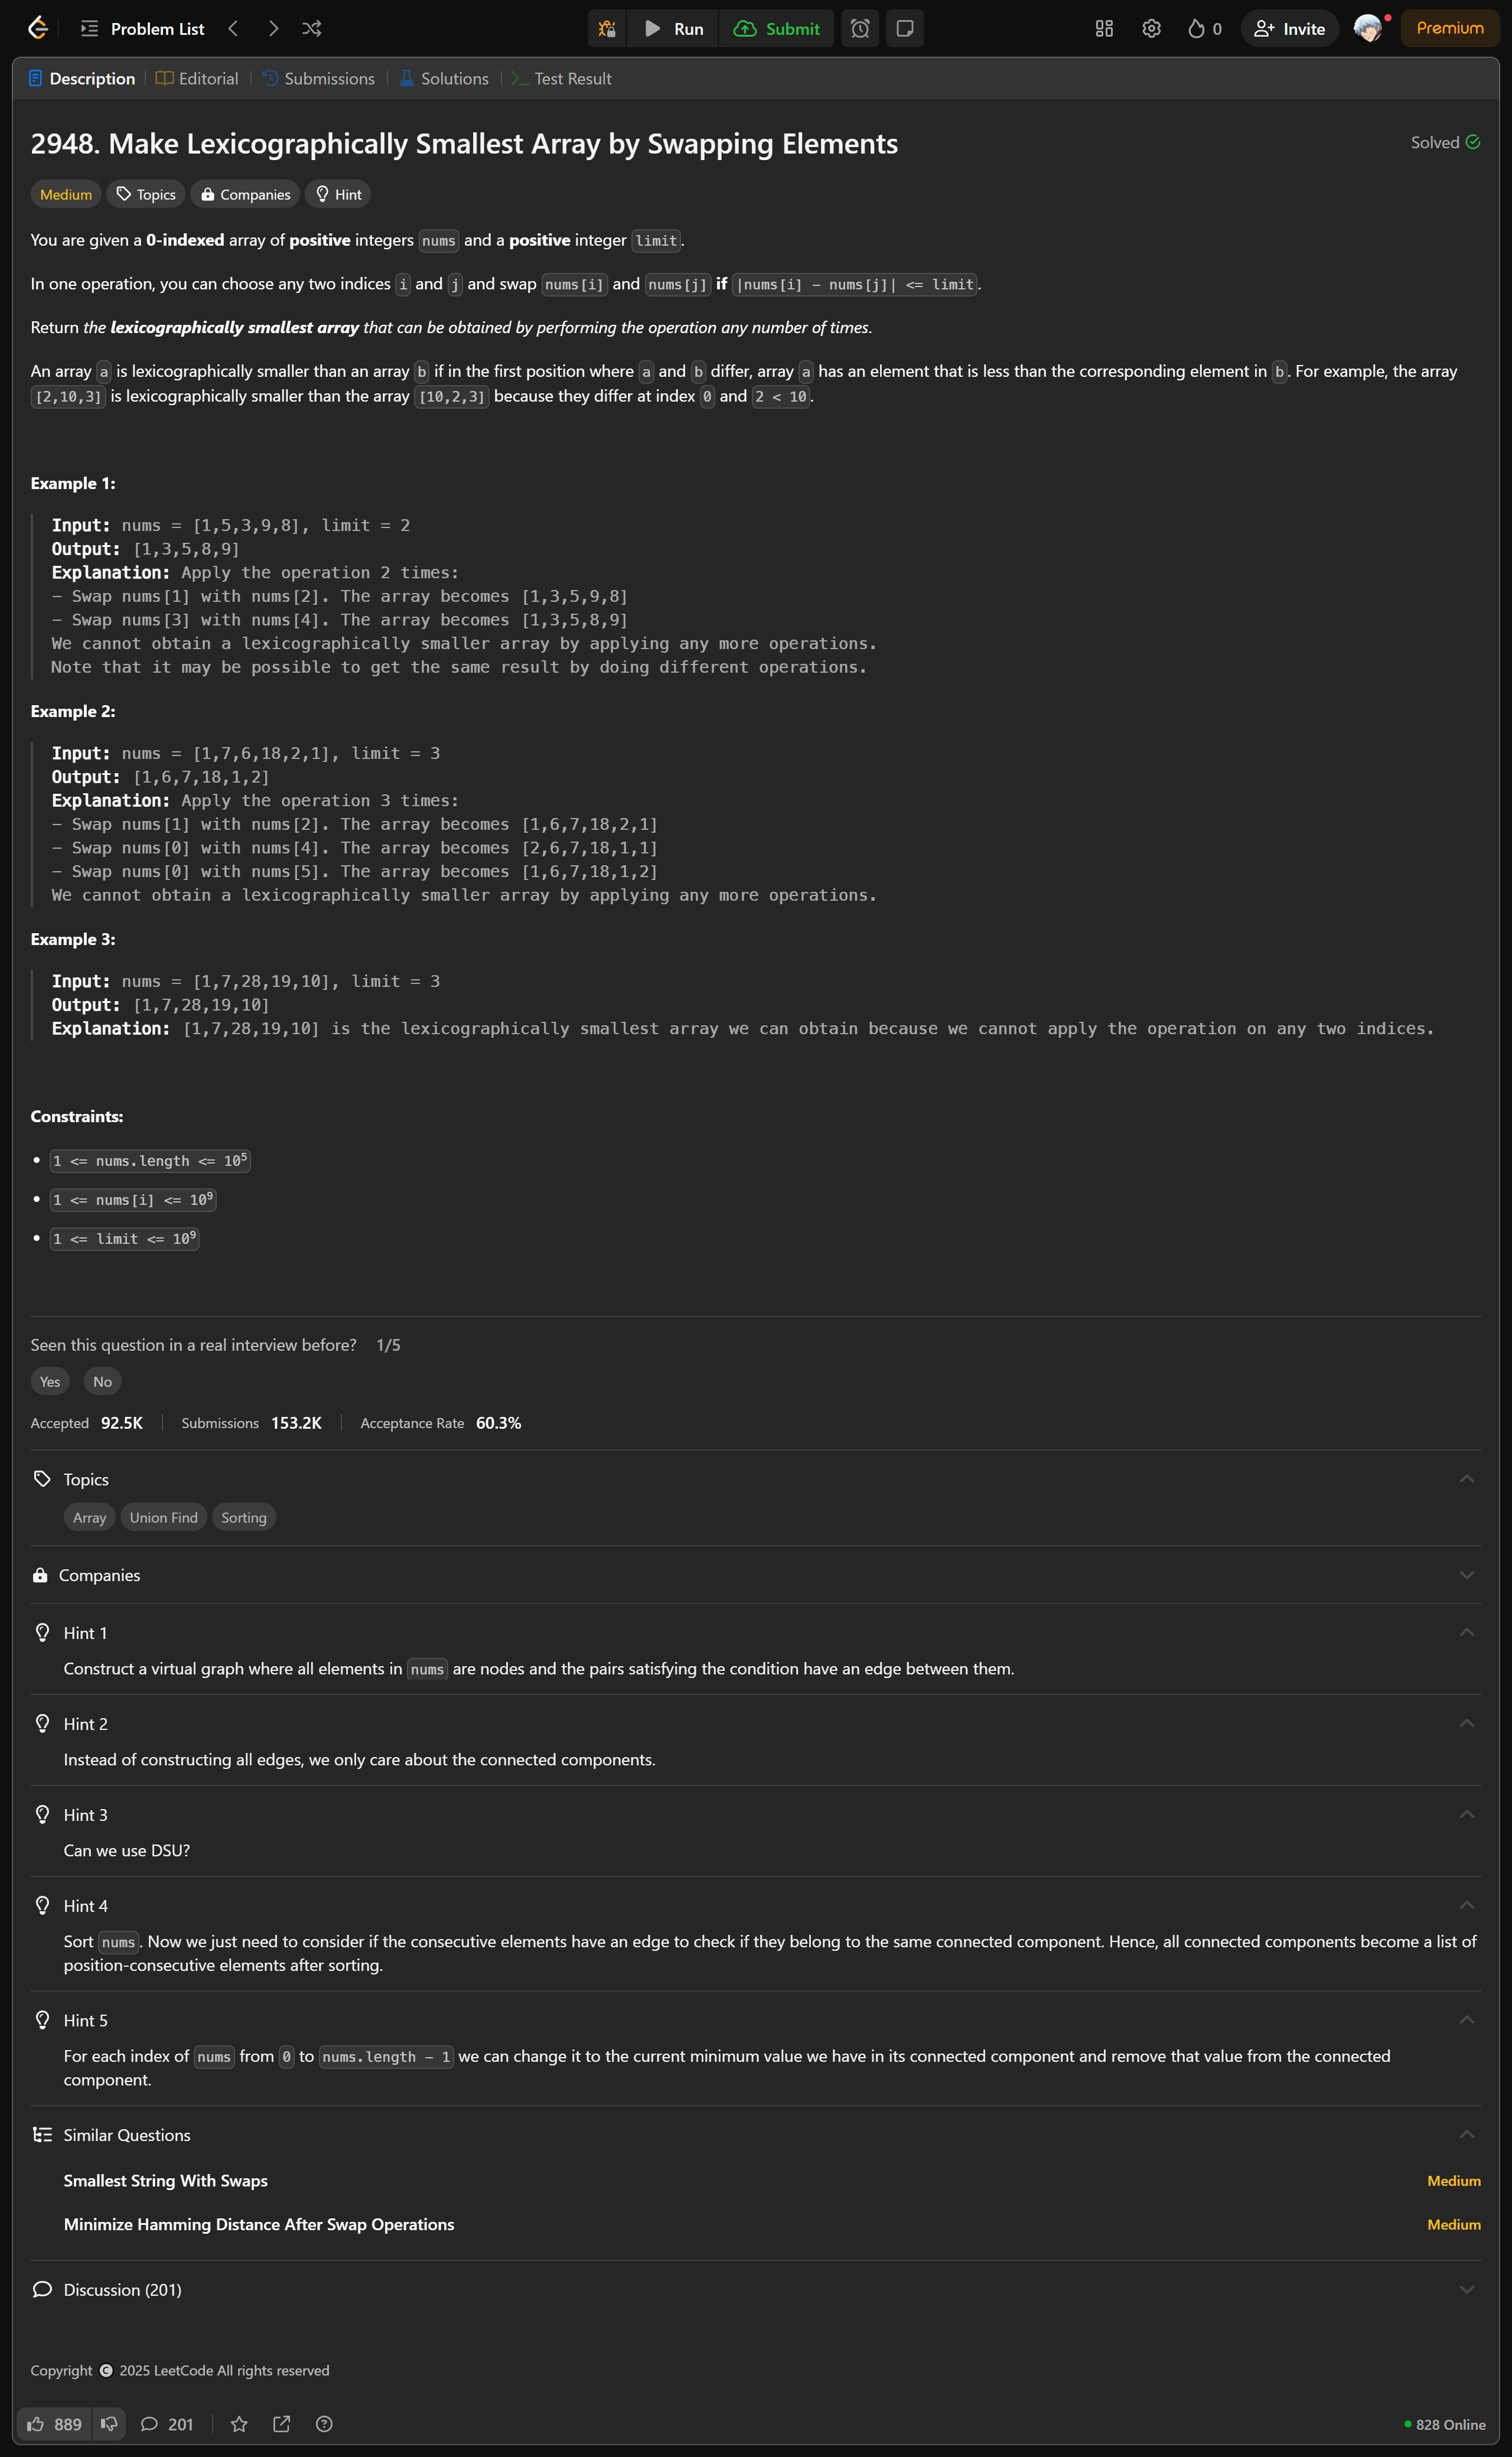 Problem List
Run
Submit
0
Invite
Premium
Description
Editorial
Submissions
Solutions
Test Result
2948. Make Lexicographically Smallest Array by Swapping Elements
Solved
Medium
Topics
Companies
Hint
You are given a 0-indexed array of positive integers nums and a positive integer limit.
In one operation, you can choose any two indices i and j and swap nums[i] and nums[j] if |nums[i] - nums[j]| <= limit.
Return the lexicographically smallest array that can be obtained by performing the operation any number of times.
An array a is lexicographically smaller than an array b if in the first position where a and b differ, array a has an element that is less than the corresponding element in b. For example, the array
[2,10,3] is lexicographically smaller than the array [10,2,3] because they differ at index 0 and 2 < 10.
Example 1:
Input: nums = [1,5,3,9,8], limit = 2
Output: [1,3,5,8,9]
Explanation: Apply the operation 2 times:
- Swap nums[1] with nums[2]. The array becomes [1,3,5,9,8]
- Swap nums[3] with nums[4]. The array becomes [1,3,5,8,9]
We cannot obtain a lexicographically smaller array by applying any more operations.
Note that it may be possible to get the same result by doing different operations.
Example 2:
Input: nums = [1,7,6,18,2,1], limit = 3
Output: [1,6,7,18,1,2]
Explanation: Apply the operation 3 times:
- Swap nums[1] with nums[2]. The array becomes [1,6,7,18,2,1]
- Swap nums[0] with nums[4]. The array becomes [2,6,7,18,1,1]
- Swap nums[0] with nums[5]. The array becomes [1,6,7,18,1,2]
We cannot obtain a lexicographically smaller array by applying any more operations.
Example 3:
Input: nums = [1,7,28,19,10], limit = 3
Output: [1,7,28,19,10]
Explanation: [1,7,28,19,10] is the lexicographically smallest array we can obtain because we cannot apply the operation on any two indices.
Constraints:
• 1 <= nums.length <= 10⁵
• 1 <= nums[i] <= 10⁹
• 1 <= limit <= 10⁹
Seen this question in a real interview before? 1/5
Yes No
Accepted 92.5K Submissions 153.2K Acceptance Rate 60.3%
Topics
Array Union Find Sorting
Companies
Hint 1
Construct a virtual graph where all elements in nums are nodes and the pairs satisfying the condition have an edge between them.
Hint 2
Instead of constructing all edges, we only care about the connected components.
Hint 3
Can we use DSU?
Hint 4
Sort nums. Now we just need to consider if the consecutive elements have an edge to check if they belong to the same connected component. Hence, all connected components become a list of
position-consecutive elements after sorting.
Hint 5
For each index of nums from 0 to nums.length - 1 we can change it to the current minimum value we have in its connected component and remove that value from the connected
component.
Similar Questions
Smallest String With Swaps Medium
Minimize Hamming Distance After Swap Operations Medium
Discussion (201)
Copyright © 2025 LeetCode All rights reserved
889 201 828 Online